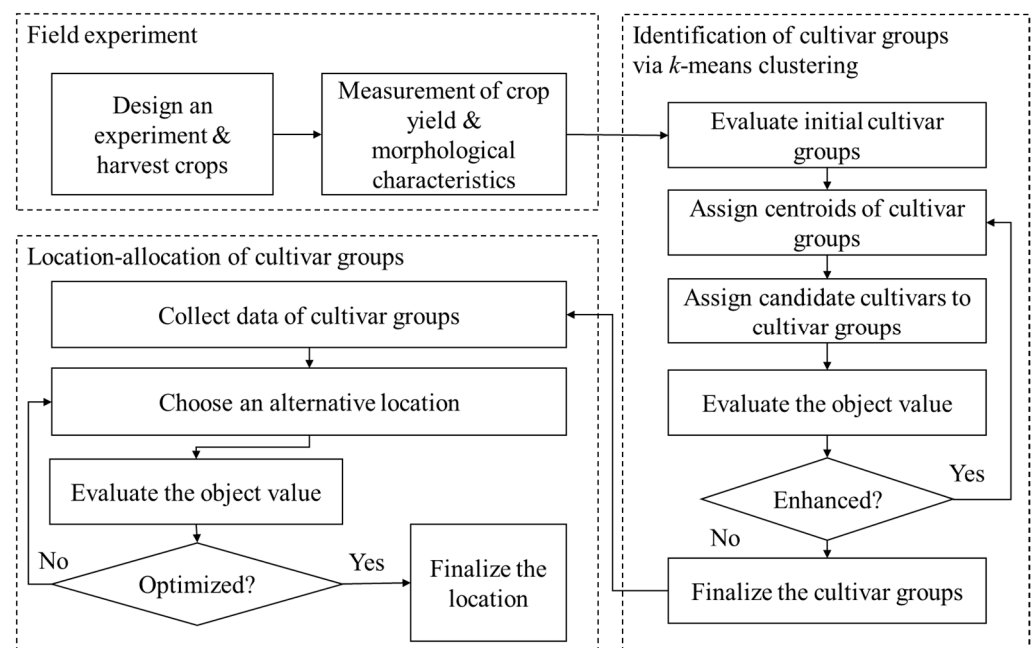 Field experiment
Design an
experiment &
harvest crops
Measurement of crop
yield &
morphological
characteristics
Identification of cultivar groups
via k-means clustering
Evaluate initial cultivar
groups
Assign centroids of cultivar
groups
Assign candidate cultivars to
cultivar groups
Evaluate the object value
Enhanced?
Yes
No
Finalize the cultivar groups
Location-allocation of cultivar groups
Collect data of cultivar groups
Choose an alternative location
Evaluate the object value
Optimized?
No
Yes
Finalize the
location